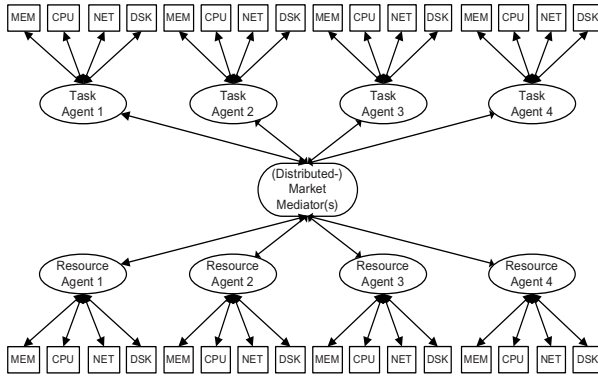 MEM CPU NET DSK MEM CPU NET DSK MEM CPU NET DSK MEM CPU NET DSK
Task Task Task Task
Agent 1 Agent 2 Agent 3 Agent 4
(Distributed-)
Market
Mediator(s)
Resource Resource Resource Resource
Agent 1 Agent 2 Agent 3 Agent 4
MEM CPU NET DSK MEM CPU NET DSK MEM CPU NET DSK MEM CPU NET DSK